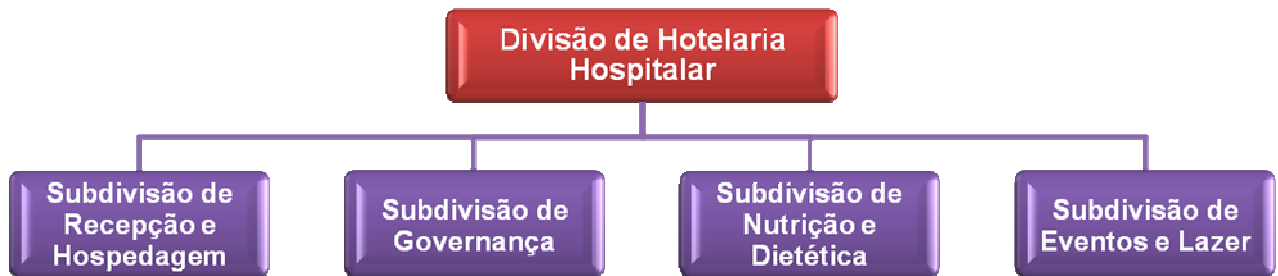 Divisão de Hotelaria
Hospitalar
Subdivisão de
Recepção e
Hospedagem
Subdivisão de
Governança
Subdivisão de
Nutrição e
Dietética
Subdivisão de
Eventos e Lazer